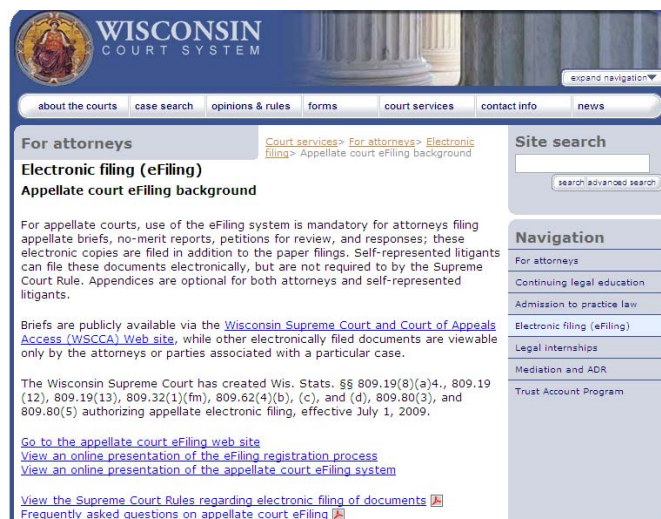 WISCONSIN
COURT SYSTEM
expand navigation
about the courts case search opinions & rules forms court services contact info news
For attorneys
Court services> For attorneys> Electronic
filing> Appellate court eFiling background
Electronic filing (eFiling)
Appellate court eFiling background
For appellate courts, use of the eFiling system is mandatory for attorneys filing
appellate briefs, no-merit reports, petitions for review, and responses; these
electronic copies are filed in addition to the paper filings. Self-represented litigants
can file these documents electronically, but are not required to by the Supreme
Court Rule. Appendices are optional for both attorneys and self-represented
litigants.
Briefs are publicly available via the Wisconsin Supreme Court and Court of Appeals
Access (WSCCA) Web site, while other electronically filed documents are viewable
only by the attorneys or parties associated with a particular case.
The Wisconsin Supreme Court has created Wis. Stats. §§ 809.19(8)(a)4., 809.19
(12), 809.19(13), 809.32(1)(fm), 809.62(4)(b), (c), and (d), 809.80(3), and
809.80(5) authorizing appellate electronic filing, effective July 1, 2009.
Go to the appellate court eFiling web site
View an online presentation of the eFiling registration process
View an online presentation of the appellate court eFiling system
View the Supreme Court Rules regarding electronic filing of documents
Frequently asked questions on appellate court eFiling
Site search
search advanced search
Navigation
For attorneys
Continuing legal education
Admission to practice law
Electronic filing (eFiling)
Legal internships
Mediation and ADR
Trust Account Program